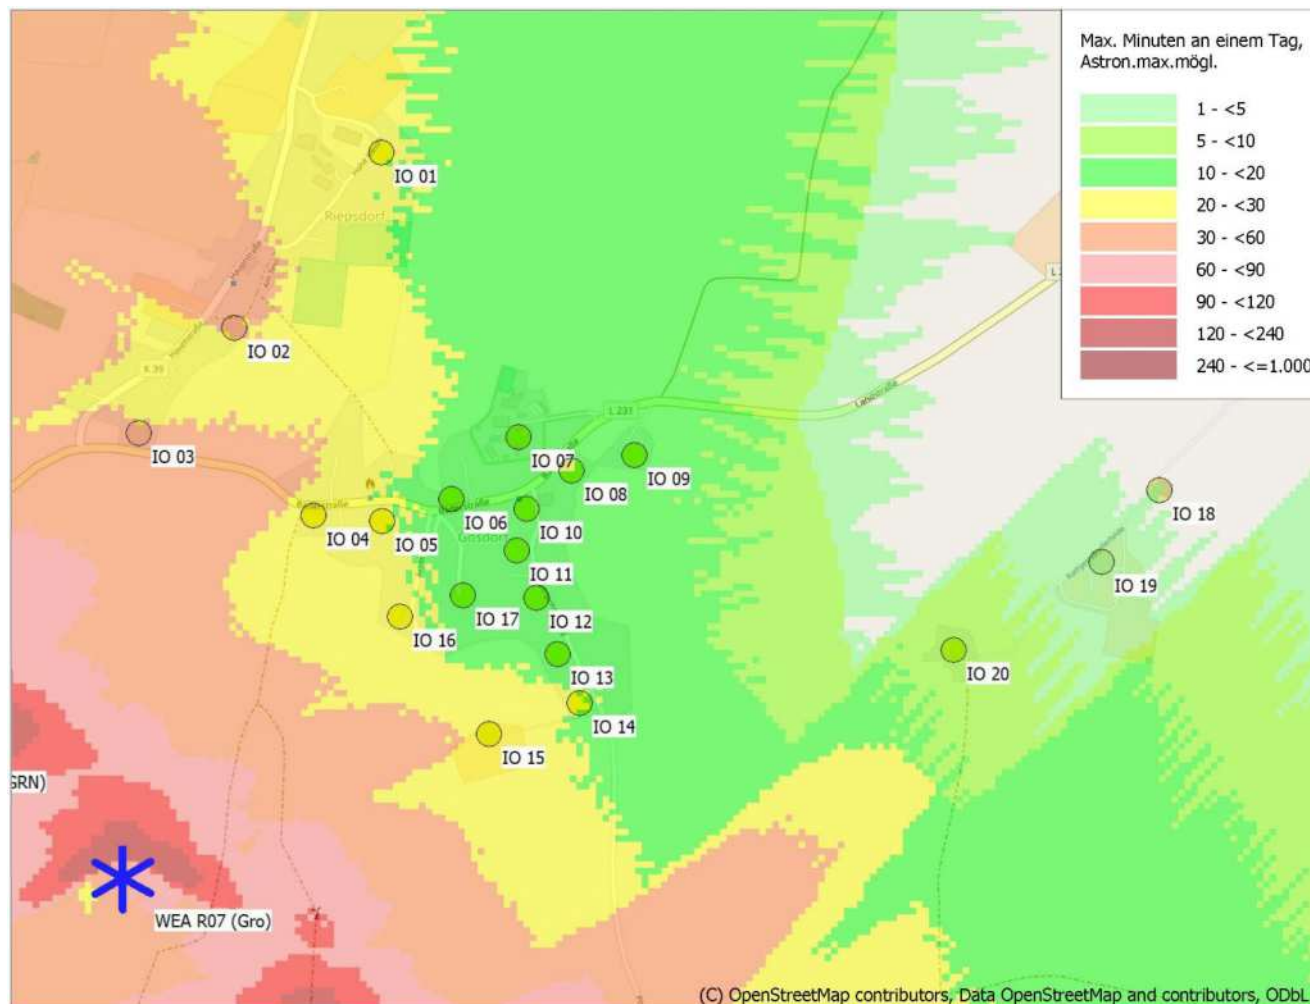 Max. Minuten an einem Tag,
Astron.max.mögl.
1 - <5
5 - <10
10 - <20
20 - <30
30 - <60
60 - <90
90 - <120
120 - <240
240 - <=1.000
IO 01
Riepsdorf
IO 02
K 39
IO 03
L 231
IO 07
IO 09
IO 08
IO 18
IO 04
IO 05
IO 06
IO 10
Gosdorf
IO 11
IO 19
IO 17
IO 12
IO 16
IO 13
IO 20
IO 14
IO 15
GRN)
WEA R07 (Gro)
(C) OpenStreetMap contributors, Data OpenStreetMap and contributors, ODbL